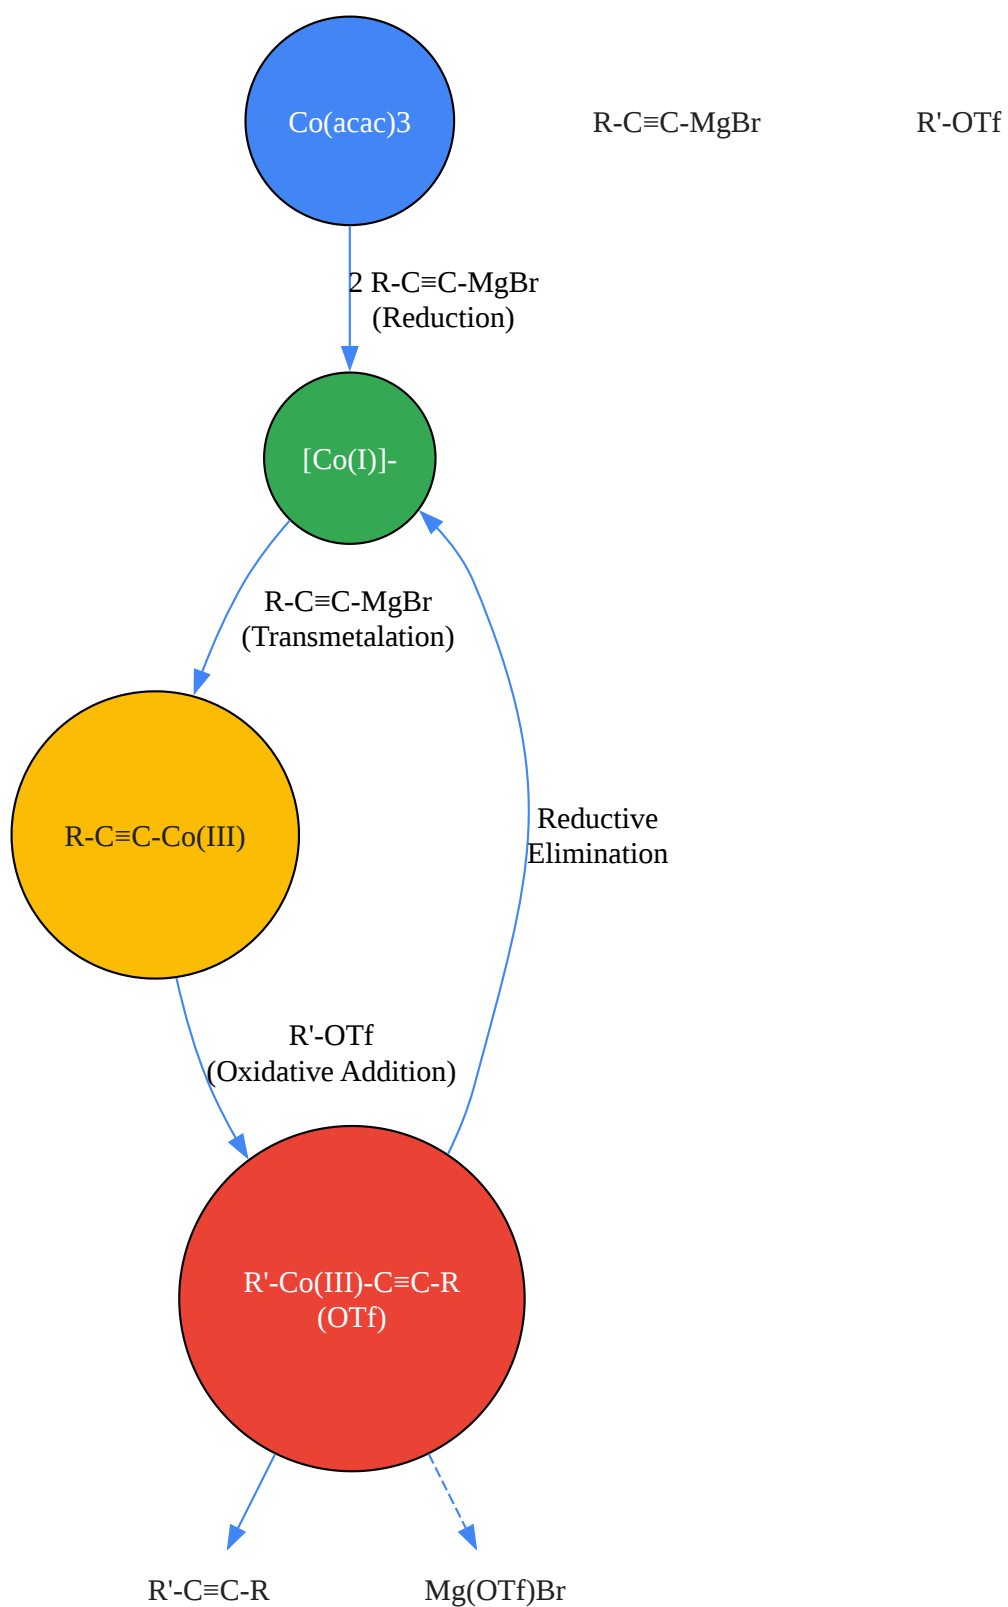 Co(acac)3
R-C≡C-MgBr
R'-OTf
2 R-C≡C-MgBr
(Reduction)
[Co(I)]-
R-C≡C-MgBr
(Transmetalation)
R-C≡C-Co(III)
Reductive
Elimination
R'-OTf
(Oxidative Addition)
R'-Co(III)-C≡C-R
(OTf)
R'-C≡C-R
Mg(OTf)Br